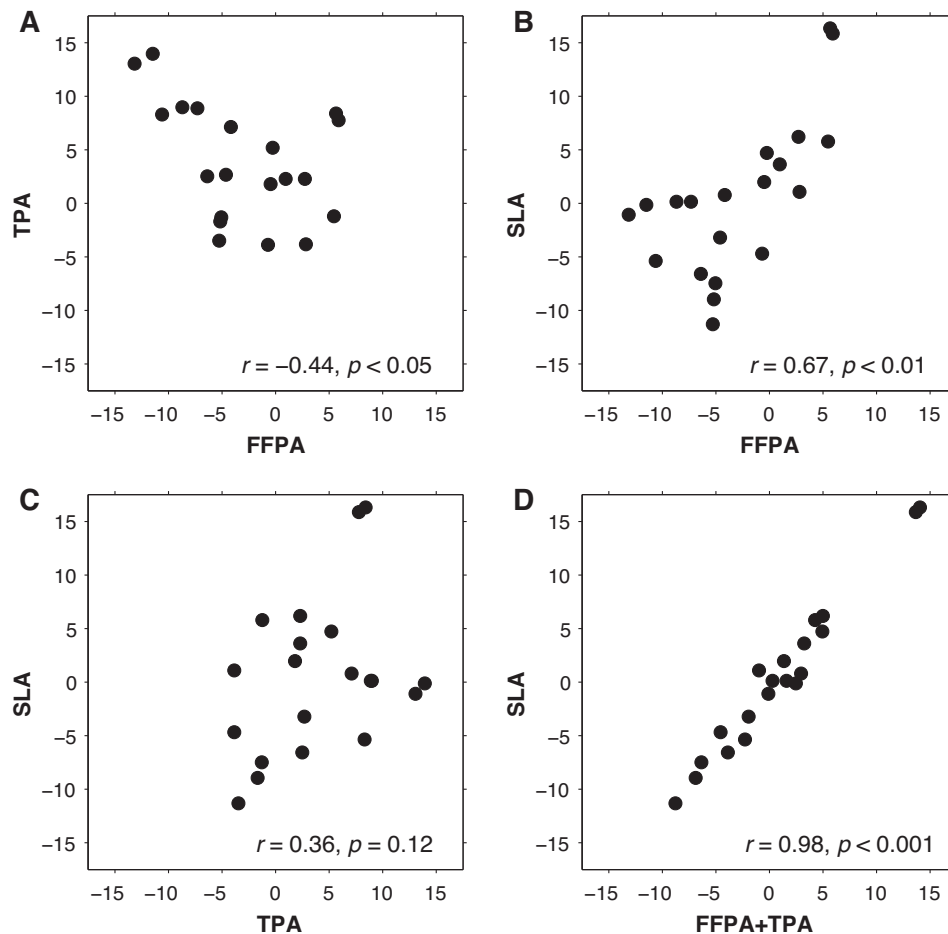 A
TPA
15
10
5
0
−5
−10
−15
r = −0.44, p < 0.05
−15 −10 −5 0 5 10 15
FFPA
B
SLA
15
10
5
0
−5
−10
−15
r = 0.67, p < 0.01
−15 −10 −5 0 5 10 15
FFPA
C
SLA
15
10
5
0
−5
−10
−15
r = 0.36, p = 0.12
−15 −10 −5 0 5 10 15
TPA
D
SLA
15
10
5
0
−5
−10
−15
r = 0.98, p < 0.001
−15 −10 −5 0 5 10 15
FFPA+TPA